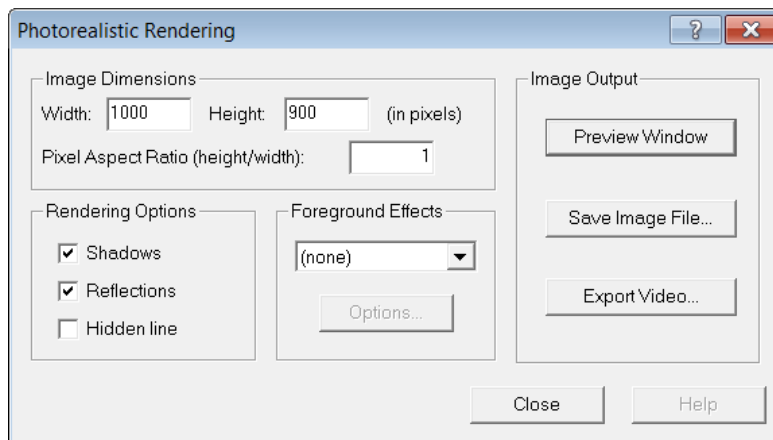 Photorealistic Rendering
?
Image Dimensions
Width: 1000 Height: 900 (in pixels)
Pixel Aspect Ratio (height/width): 1
Rendering Options
Shadows
Reflections
Hidden line
Foreground Effects
(none)
Options...
Image Output
Preview Window
Save Image File...
Export Video...
Close Help